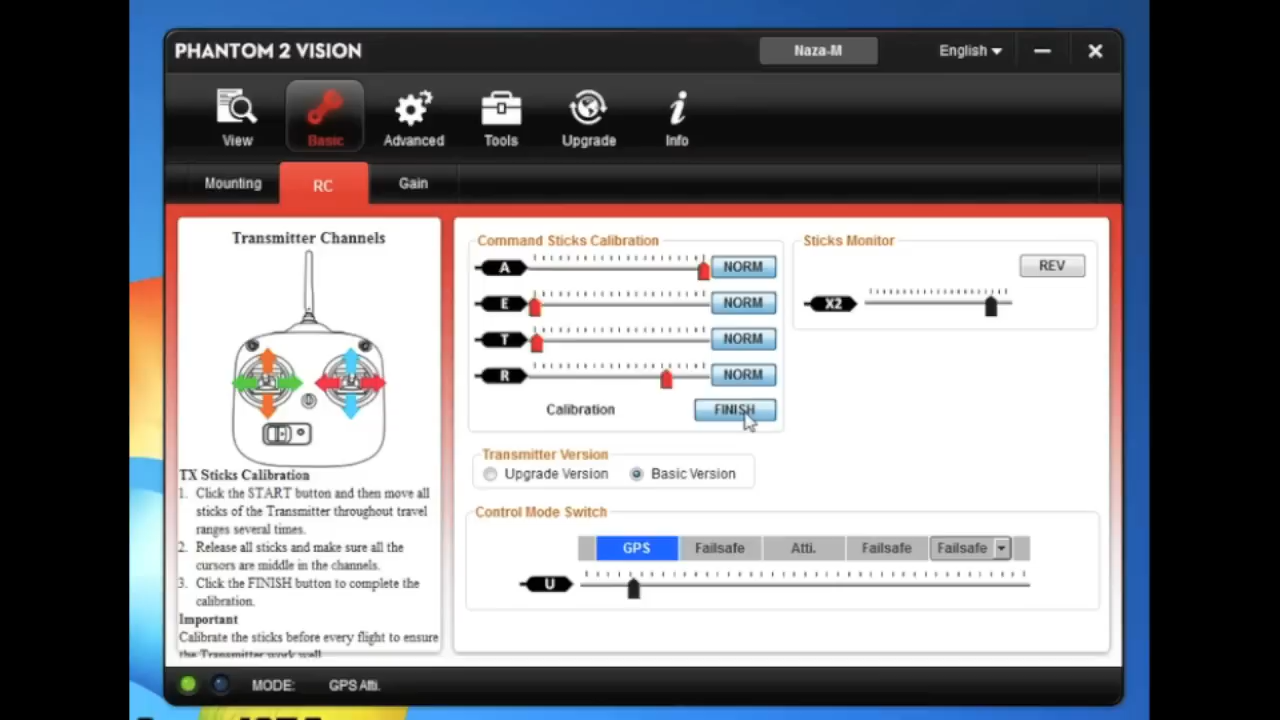 PHANTOM 2 VISION
Naza-M
English
View
Basic
Advanced
Tools
Upgrade
Info
Mounting
RC
Gain
Transmitter Channels
TX Sticks Calibration
1. Click the START button and then move all
sticks of the Transmitter throughout travel
ranges several times.
2. Release all sticks and make sure all the
cursors are middle in the channels.
3. Click the FINISH button to complete the
calibration.
Important
Calibrate the sticks before every flight to ensure
the Transmitter work well
Command Sticks Calibration
A NORM
E NORM
T NORM
R NORM
Calibration FINISH
Sticks Monitor
REV
X2
Transmitter Version
Upgrade Version Basic Version
Control Mode Switch
GPS Failsafe Atti. Failsafe Failsafe
U
MODE: GPS Atti.